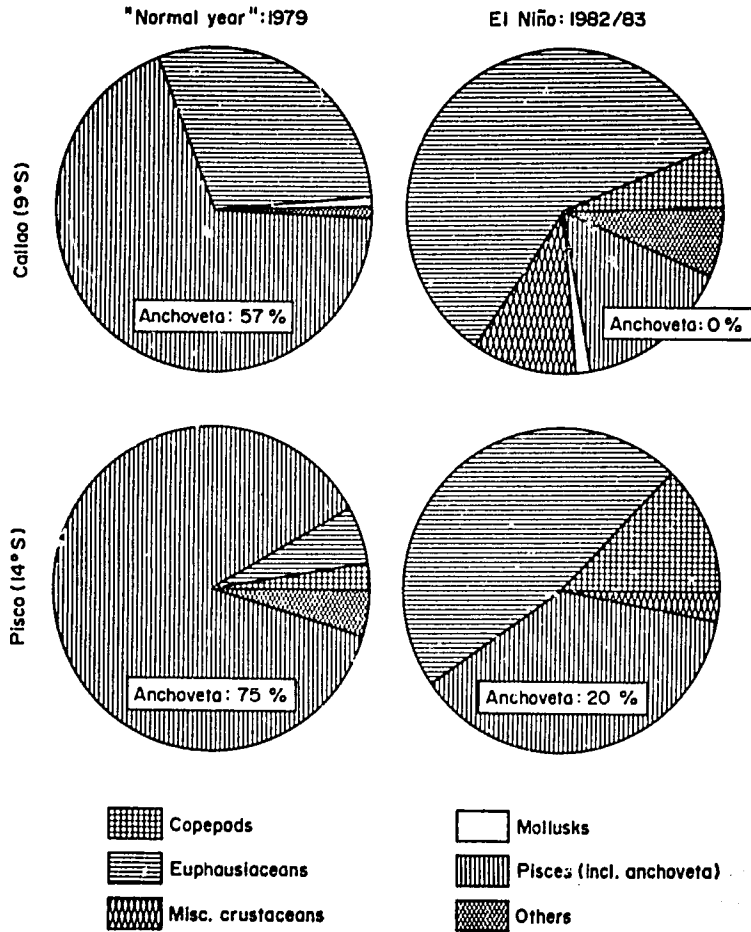 "Normal year":1979
El Niño: 1982/83
Callao (9°S)
Anchoveta: 57 %
Anchoveta: 0 %
Pisco (14°S)
Anchoveta: 75 %
Anchoveta: 20 %
Copepods
Mollusks
Euphausiaceans
Pisces (incl. anchoveta)
Misc. crustaceans
Others